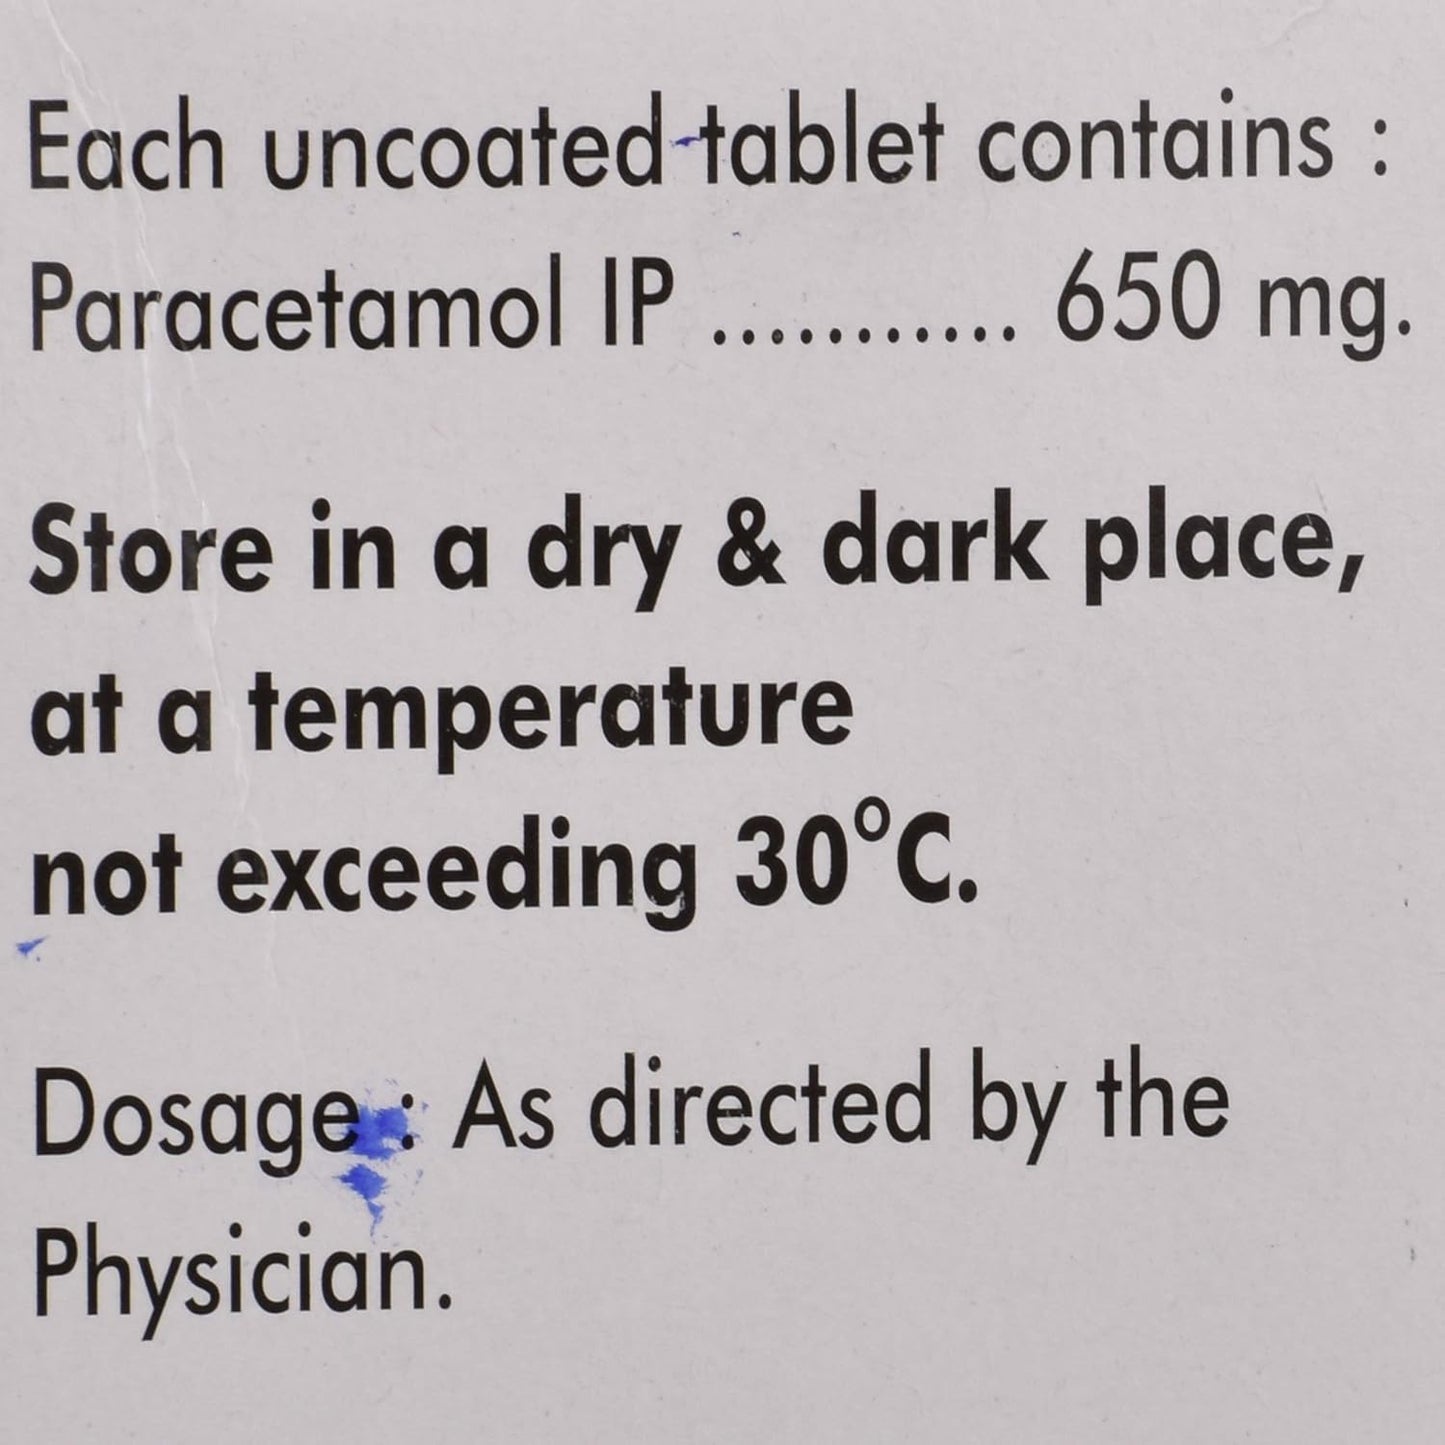 Each uncoated tablet contains :
Paracetamol IP ........... 650 mg.
Store in a dry & dark place,
at a temperature
not exceeding 30°C.
Dosage : As directed by the
Physician.